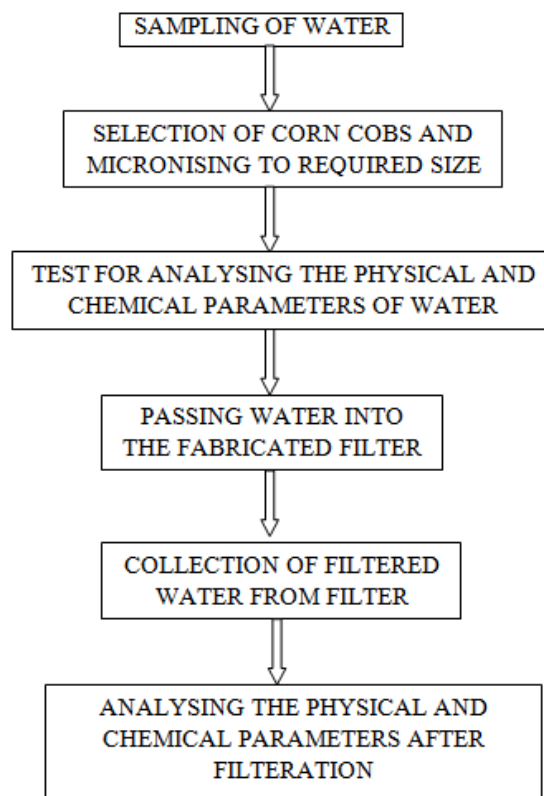 SAMPLING OF WATER
SELECTION OF CORN COBS AND
MICRONISING TO REQUIRED SIZE
TEST FOR ANALYSING THE PHYSICAL AND
CHEMICAL PARAMETERS OF WATER
PASSING WATER INTO
THE FABRICATED FILTER
COLLECTION OF FILTERED
WATER FROM FILTER
ANALYSING THE PHYSICAL AND
CHEMICAL PARAMETERS AFTER
FILTERATION